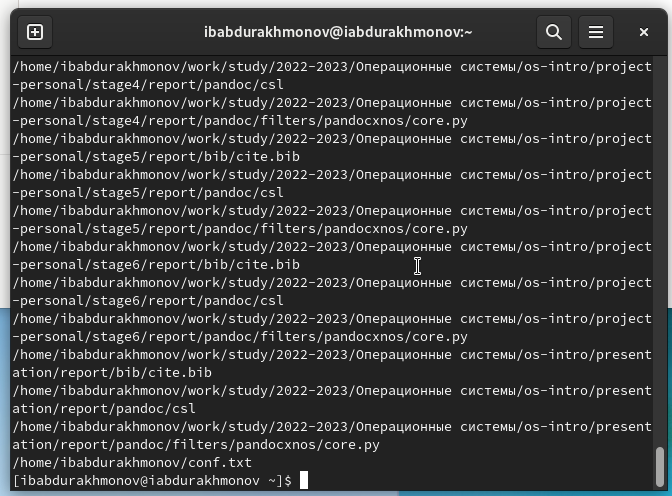 ibabdurakhmonov@iabdurakhmonov:~
/home/ibabdurakhmonov/work/study/2022-2023/Операционные системы/os-intro/project
-personal/stage4/report/pandoc/csl
/home/ibabdurakhmonov/work/study/2022-2023/Операционные системы/os-intro/project
-personal/stage4/report/pandoc/filters/pandocxnos/core.py
/home/ibabdurakhmonov/work/study/2022-2023/Операционные системы/os-intro/project
-personal/stage5/report/bib/cite.bib
/home/ibabdurakhmonov/work/study/2022-2023/Операционные системы/os-intro/project
-personal/stage5/report/pandoc/csl
/home/ibabdurakhmonov/work/study/2022-2023/Операционные системы/os-intro/project
-personal/stage5/report/pandoc/filters/pandocxnos/core.py
/home/ibabdurakhmonov/work/study/2022-2023/Операционные системы/os-intro/project
-personal/stage6/report/bib/cite.bib
/home/ibabdurakhmonov/work/study/2022-2023/Операционные системы/os-intro/project
-personal/stage6/report/pandoc/csl
/home/ibabdurakhmonov/work/study/2022-2023/Операционные системы/os-intro/project
-personal/stage6/report/pandoc/filters/pandocxnos/core.py
/home/ibabdurakhmonov/work/study/2022-2023/Операционные системы/os-intro/present
ation/report/bib/cite.bib
/home/ibabdurakhmonov/work/study/2022-2023/Операционные системы/os-intro/present
ation/report/pandoc/csl
/home/ibabdurakhmonov/work/study/2022-2023/Операционные системы/os-intro/present
ation/report/pandoc/filters/pandocxnos/core.py
/home/ibabdurakhmonov/conf.txt
[ibabdurakhmonov@iabdurakhmonov ~]$